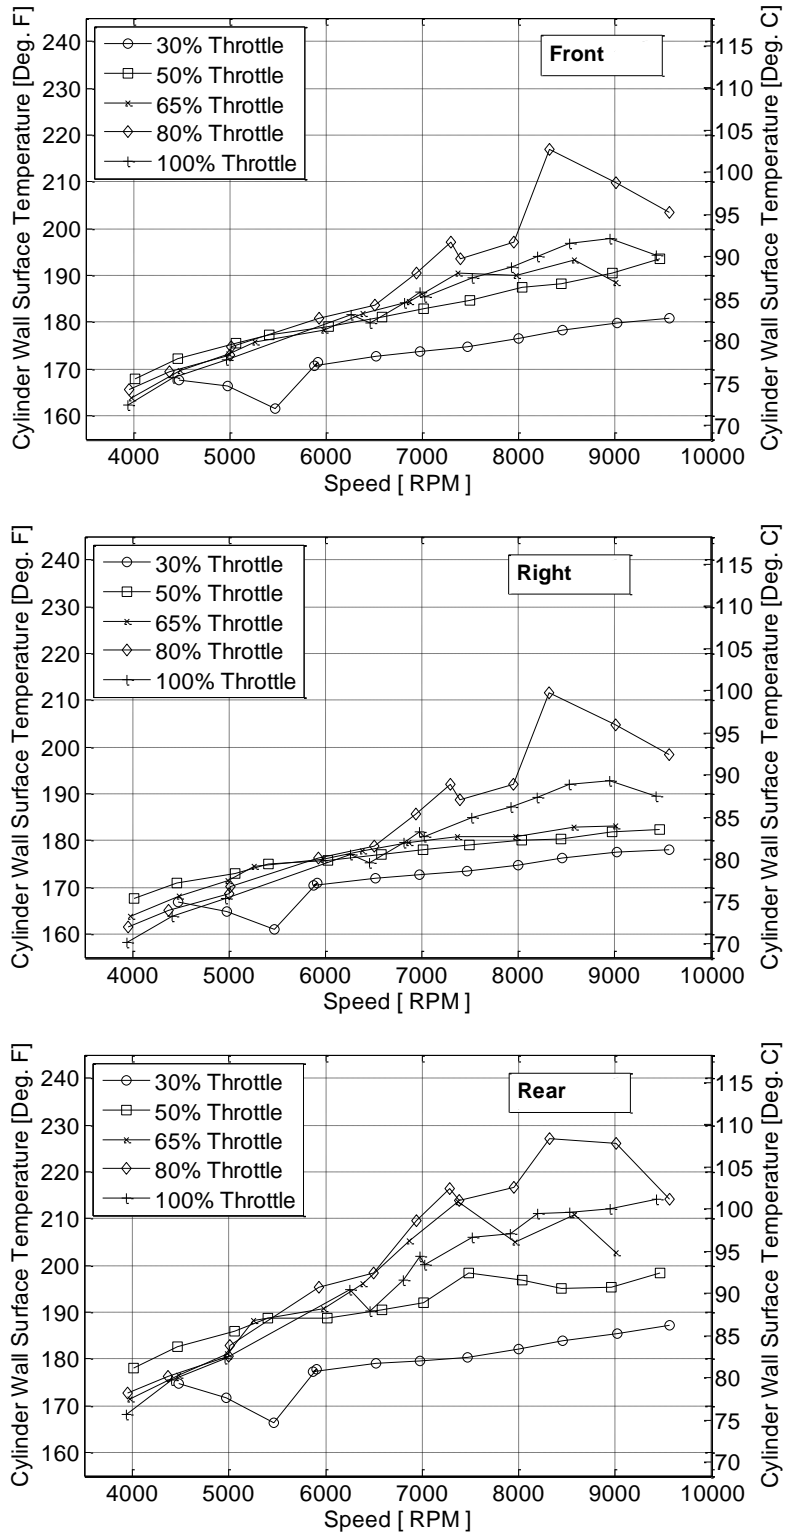 Cylinder Wall Surface Temperature [Deg. F]
240
230
220
210
200
190
180
170
160
30% Throttle
50% Throttle
65% Throttle
80% Throttle
100% Throttle
Front
115
110
105
100
95
90
85
80
75
70
Cylinder Wall Surface Temperature [Deg. C]
4000 5000 6000 7000 8000 9000 10000
Speed [ RPM ]
Cylinder Wall Surface Temperature [Deg. F]
240
230
220
210
200
190
180
170
160
30% Throttle
50% Throttle
65% Throttle
80% Throttle
100% Throttle
Right
115
110
105
100
95
90
85
80
75
70
Cylinder Wall Surface Temperature [Deg. C]
4000 5000 6000 7000 8000 9000 10000
Speed [ RPM ]
Cylinder Wall Surface Temperature [Deg. F]
240
230
220
210
200
190
180
170
160
30% Throttle
50% Throttle
65% Throttle
80% Throttle
100% Throttle
Rear
115
110
105
100
95
90
85
80
75
70
Cylinder Wall Surface Temperature [Deg. C]
4000 5000 6000 7000 8000 9000 10000
Speed [ RPM ]